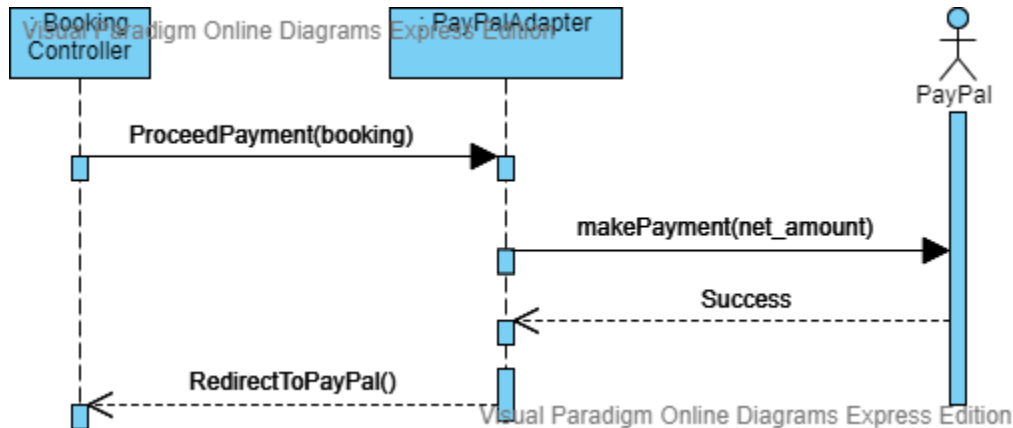 : Booking
Controller
: PayPalAdapter
Visual Paradigm Online Diagrams Express Edition
PayPal
ProceedPayment(booking)
makePayment(net_amount)
Success
RedirectToPayPal()
Visual Paradigm Online Diagrams Express Edition